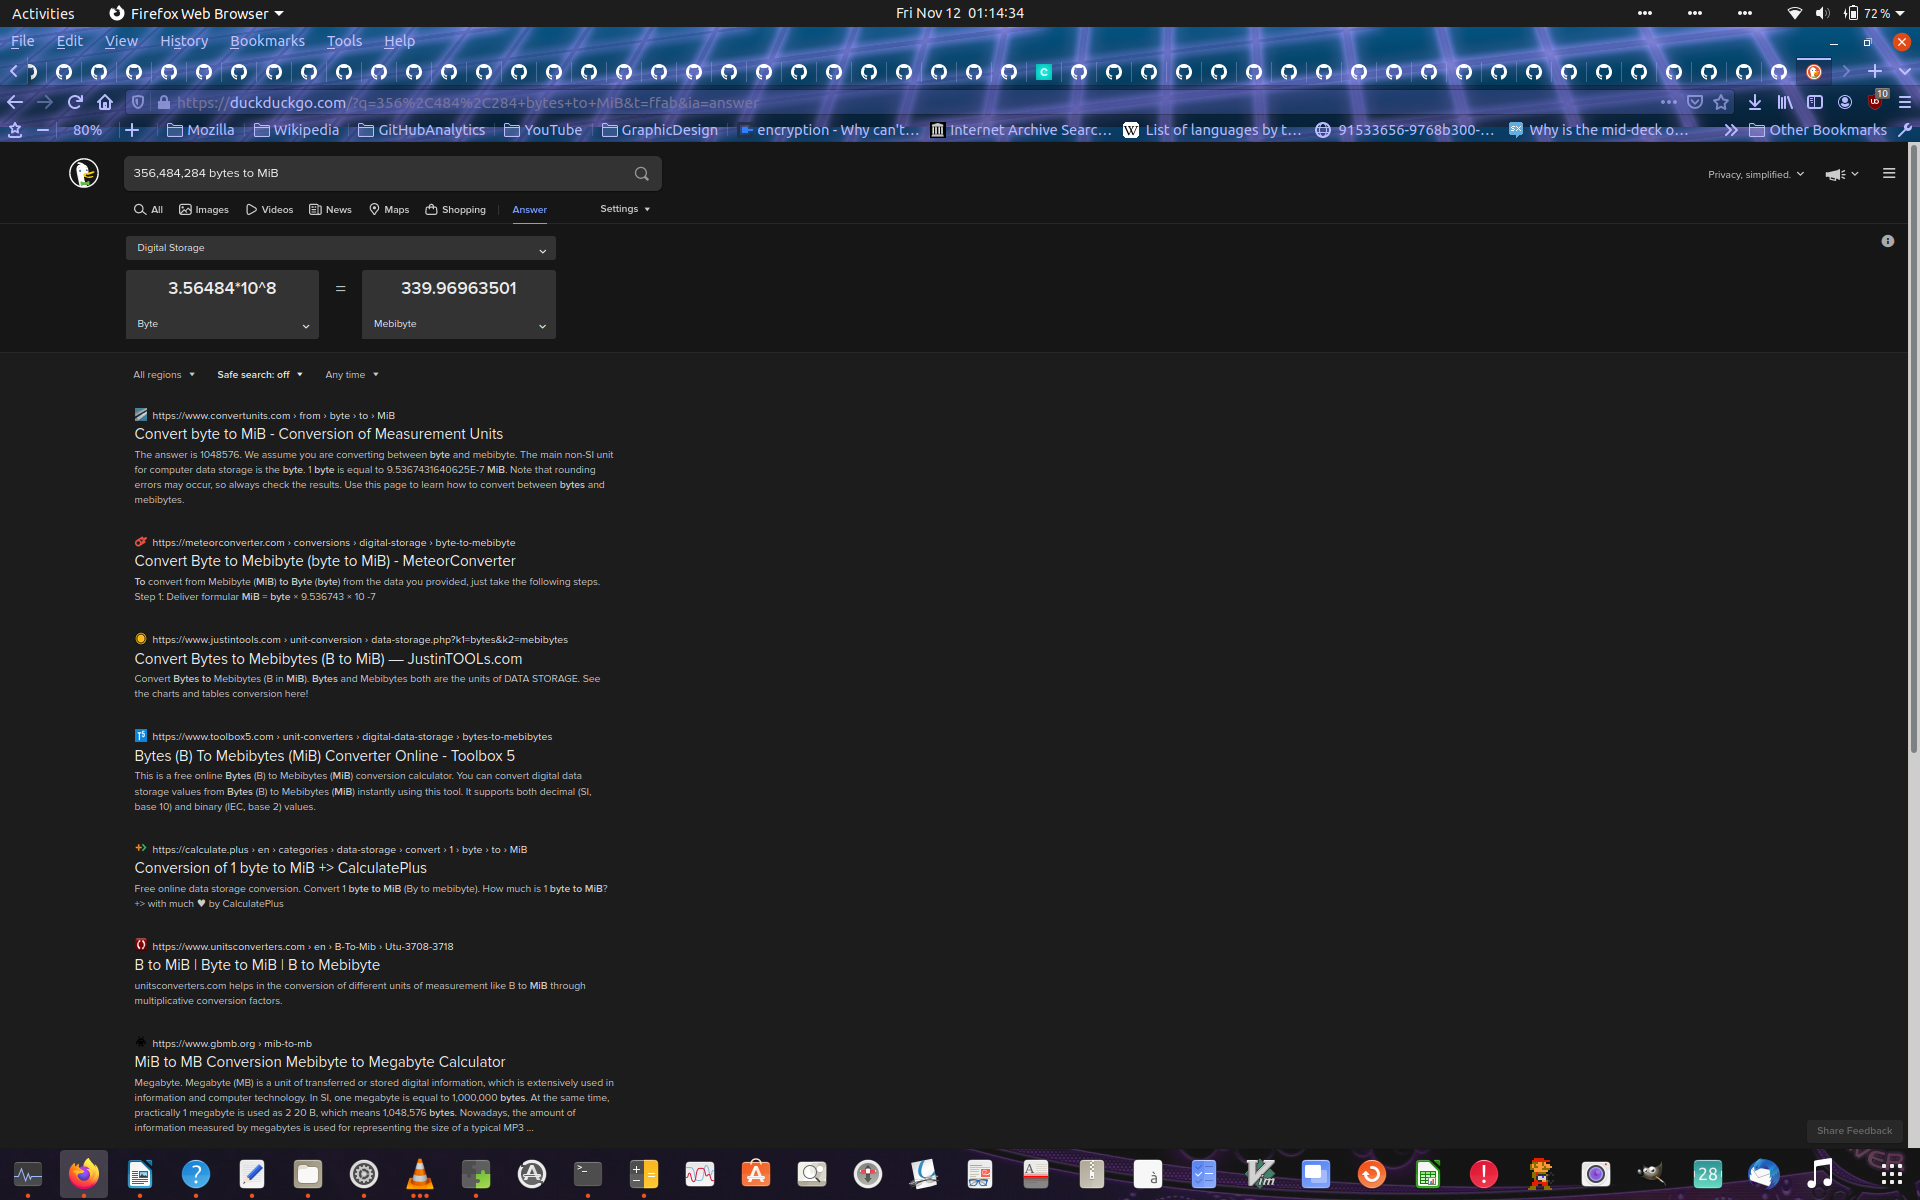 Activities Firefox Web Browser Fri Nov 12 01:14:34 72 %
File Edit View History Bookmarks Tools Help
https://duckduckgo.com/?q=356%2C484%2C284+bytes+to+MiB&t=ffab&ia=answer 10
80% Mozilla Wikipedia GitHubAnalytics YouTube GraphicDesign encryption - Why can't… Internet Archive Searc… List of languages by t… 91533656-9768b300-… Why is the mid-deck o… Other Bookmarks
356,484,284 bytes to MiB
Privacy, simplified.
All Images Videos News Maps Shopping Answer Settings
Digital Storage
3.56484*10^8 = 339.96963501
Byte Mebibyte
All regions Safe search: off Any time
https://www.convertunits.com › from › byte › to › MiB
Convert byte to MiB - Conversion of Measurement Units
The answer is 1048576. We assume you are converting between byte and mebibyte. The main non-SI unit
for computer data storage is the byte. 1 byte is equal to 9.5367431640625E-7 MiB. Note that rounding
errors may occur, so always check the results. Use this page to learn how to convert between bytes and
mebibytes.
https://meteorconverter.com › conversions › digital-storage › byte-to-mebibyte
Convert Byte to Mebibyte (byte to MiB) - MeteorConverter
To convert from Mebibyte (MiB) to Byte (byte) from the data you provided, just take the following steps.
Step 1: Deliver formular MiB = byte × 9.536743 × 10 -7
https://www.justintools.com › unit-conversion › data-storage.php?k1=bytes&k2=mebibytes
Convert Bytes to Mebibytes (B to MiB) — JustinTOOLs.com
Convert Bytes to Mebibytes (B in MiB). Bytes and Mebibytes both are the units of DATA STORAGE. See
the charts and tables conversion here!
https://www.toolbox5.com › unit-converters › digital-data-storage › bytes-to-mebibytes
Bytes (B) To Mebibytes (MiB) Converter Online - Toolbox 5
This is a free online Bytes (B) to Mebibytes (MiB) conversion calculator. You can convert digital data
storage values from Bytes (B) to Mebibytes (MiB) instantly using this tool. It supports both decimal (SI,
base 10) and binary (IEC, base 2) values.
https://calculate.plus › en › categories › data-storage › convert › 1 › byte › to › MiB
Conversion of 1 byte to MiB +> CalculatePlus
Free online data storage conversion. Convert 1 byte to MiB (By to mebibyte). How much is 1 byte to MiB?
+> with much ♥ by CalculatePlus
https://www.unitsconverters.com › en › B-To-Mib › Utu-3708-3718
B to MiB | Byte to MiB | B to Mebibyte
unitsconverters.com helps in the conversion of different units of measurement like B to MiB through
multiplicative conversion factors.
https://www.gbmb.org › mib-to-mb
MiB to MB Conversion Mebibyte to Megabyte Calculator
Megabyte. Megabyte (MB) is a unit of transferred or stored digital information, which is extensively used in
information and computer technology. In SI, one megabyte is equal to 1,000,000 bytes. At the same time,
practically 1 megabyte is used as 2 20 B, which means 1,048,576 bytes. Nowadays, the amount of
information measured by megabytes is used for representing the size of a typical MP3 ...
Share Feedback
28